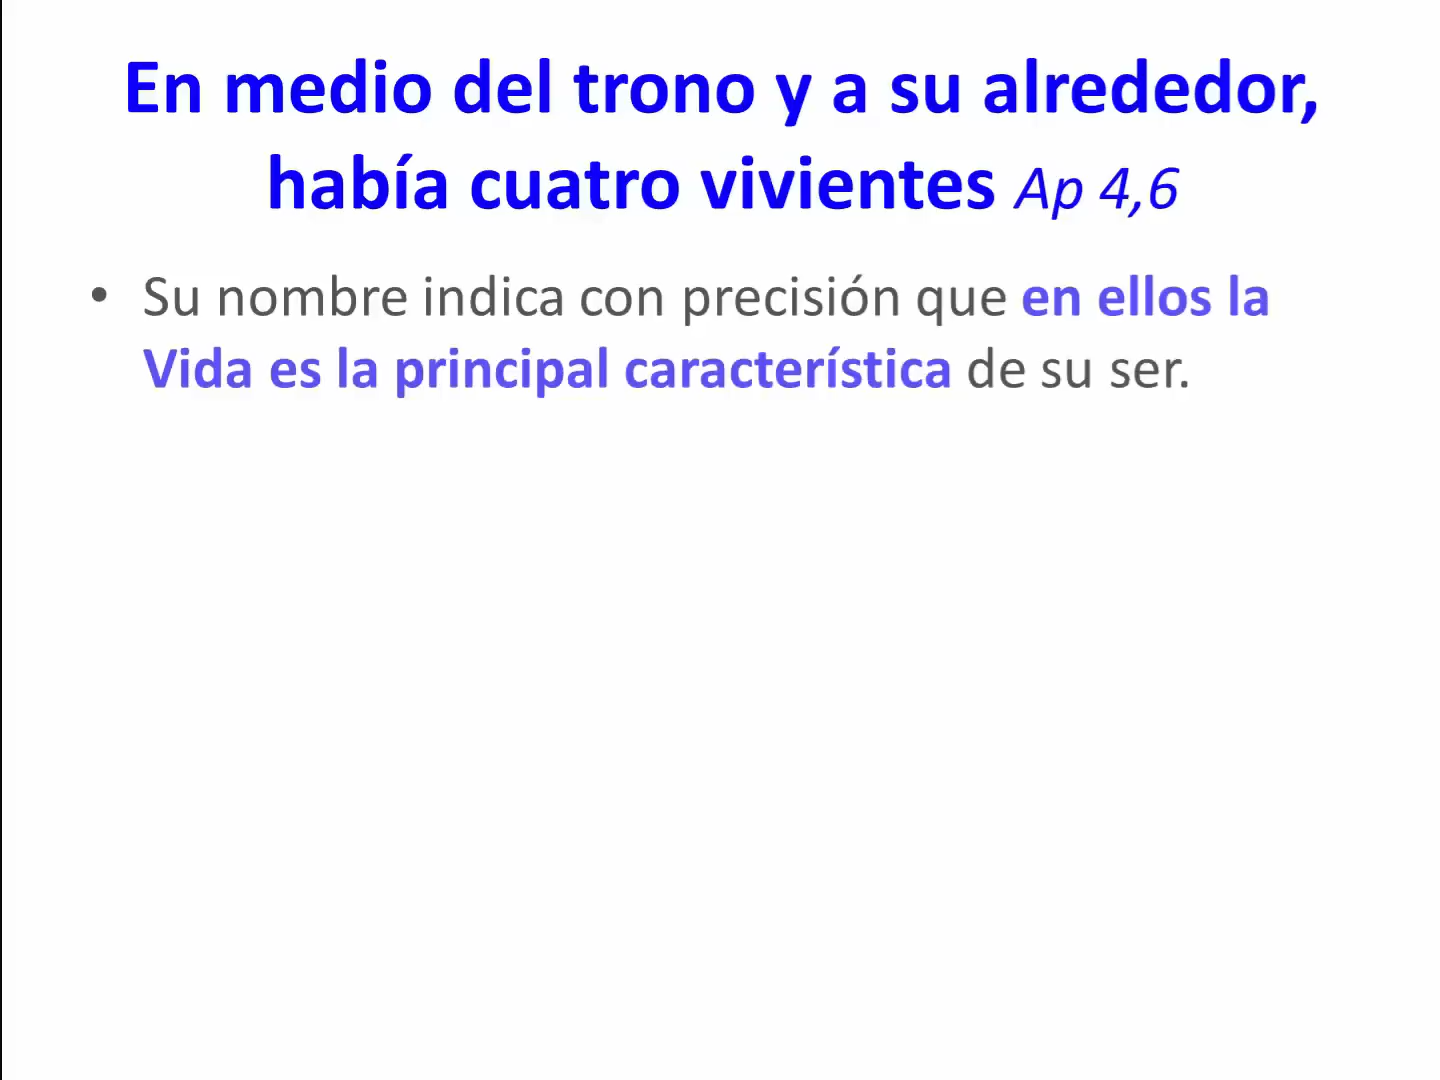 En medio del trono y a su alrededor,
había cuatro vivientes Ap 4,6
• Su nombre indica con precisión que en ellos la
Vida es la principal característica de su ser.